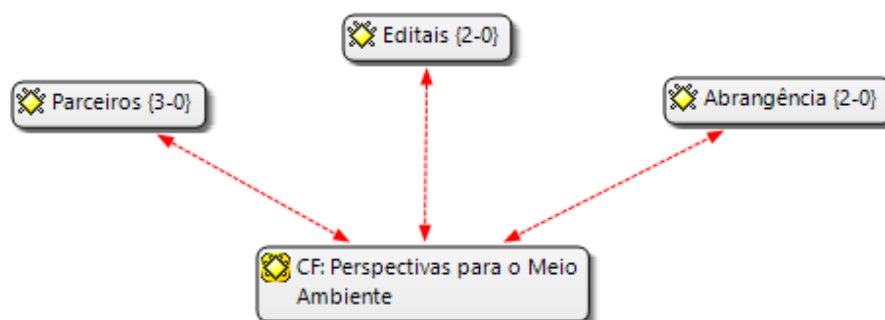 Editais {2-0}
Parceiros {3-0}
Abrangência {2-0}
CF: Perspectivas para o Meio
Ambiente